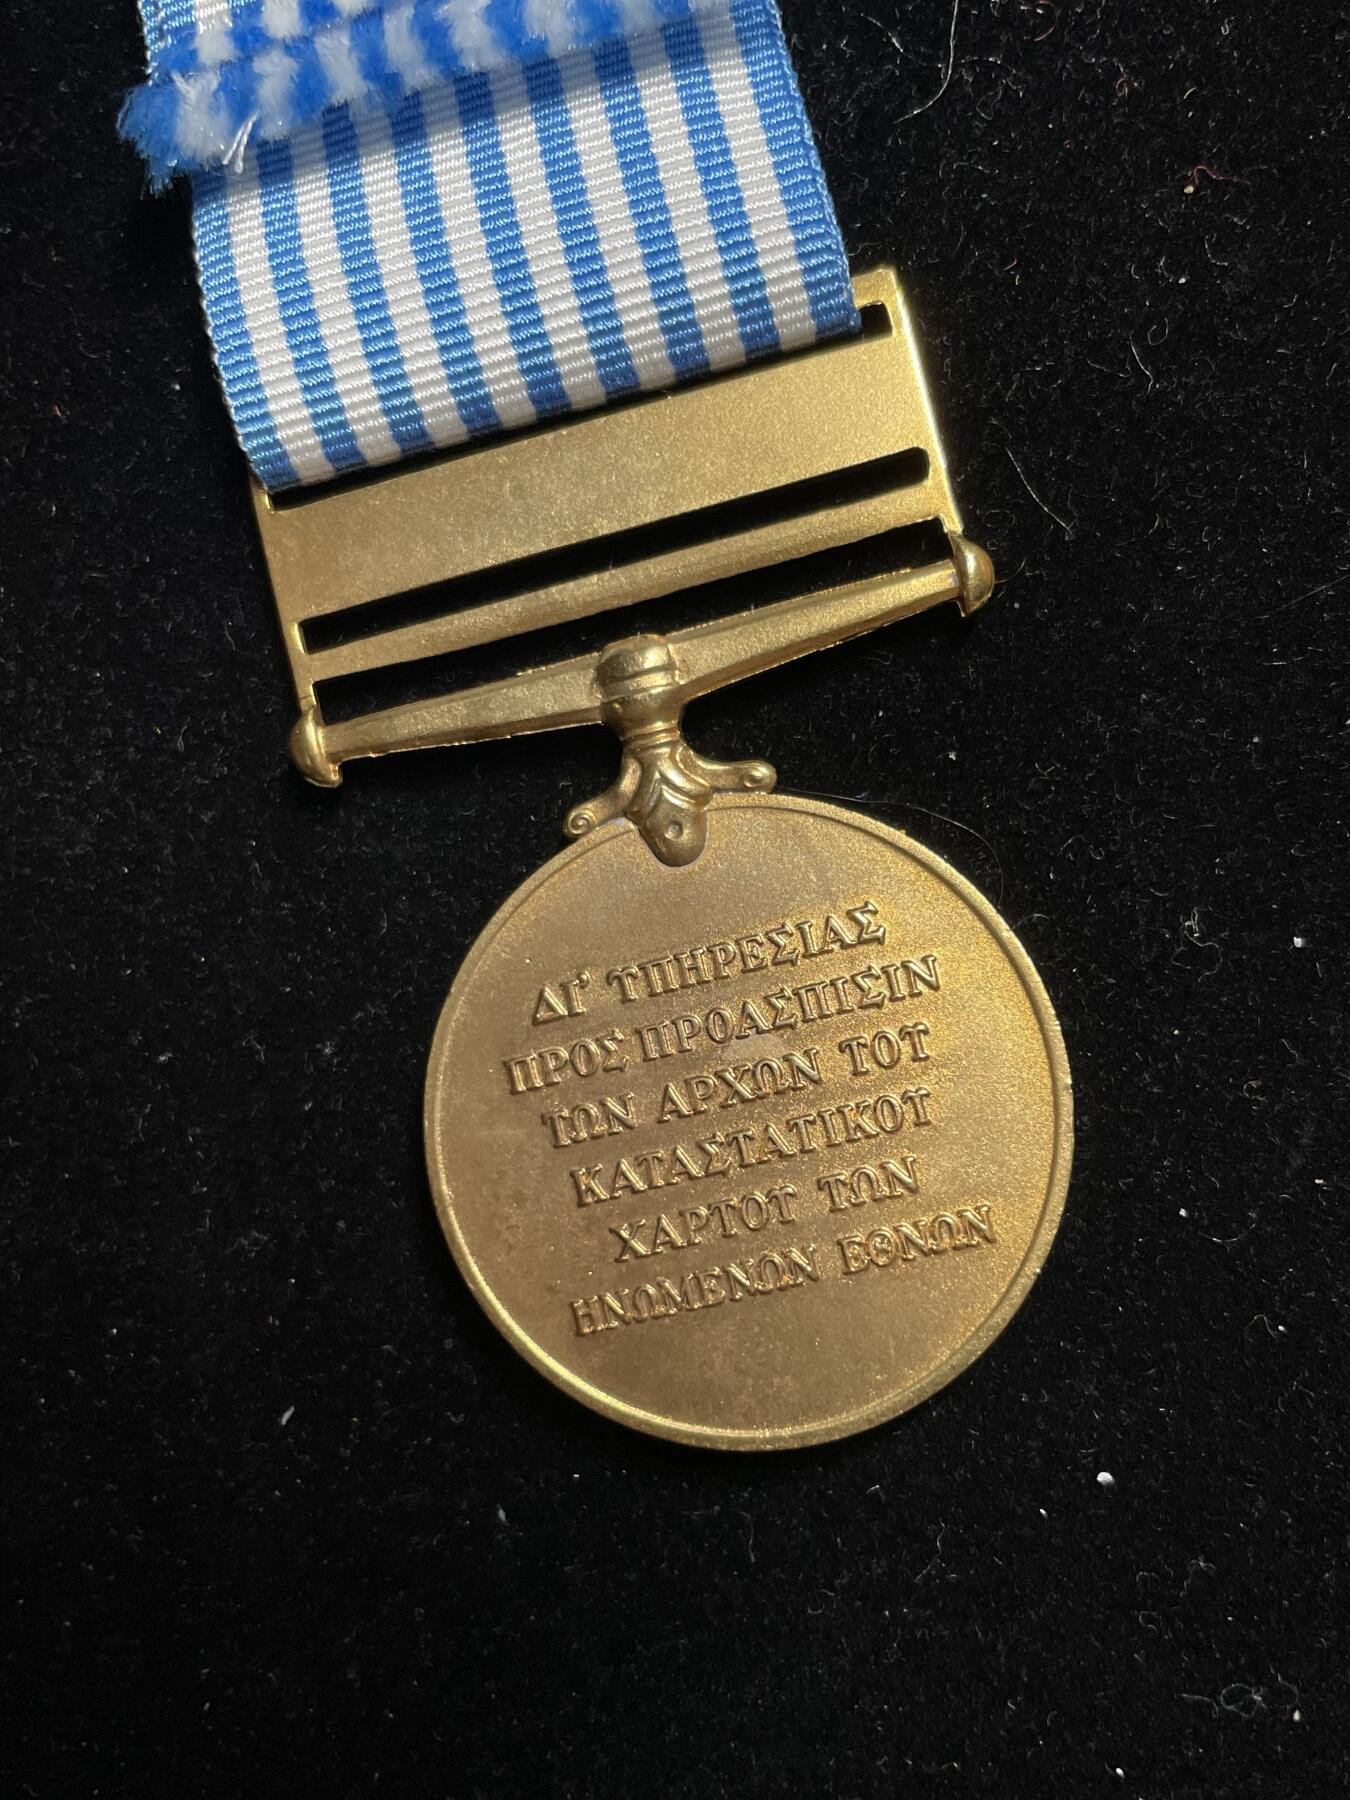 ΔΙ' ΥΠΗΡΕΣΙΑΣ
ΠΡΟΣ ΠΡΟΑΣΠΙΣΙΝ
ΤΩΝ ΑΡΧΩΝ ΤΟΥ
ΚΑΤΑΣΤΑΤΙΚΟΥ
ΧΑΡΤΟΥ ΤΩΝ
ΗΝΩΜΕΝΩΝ ΕΘΝΩΝ